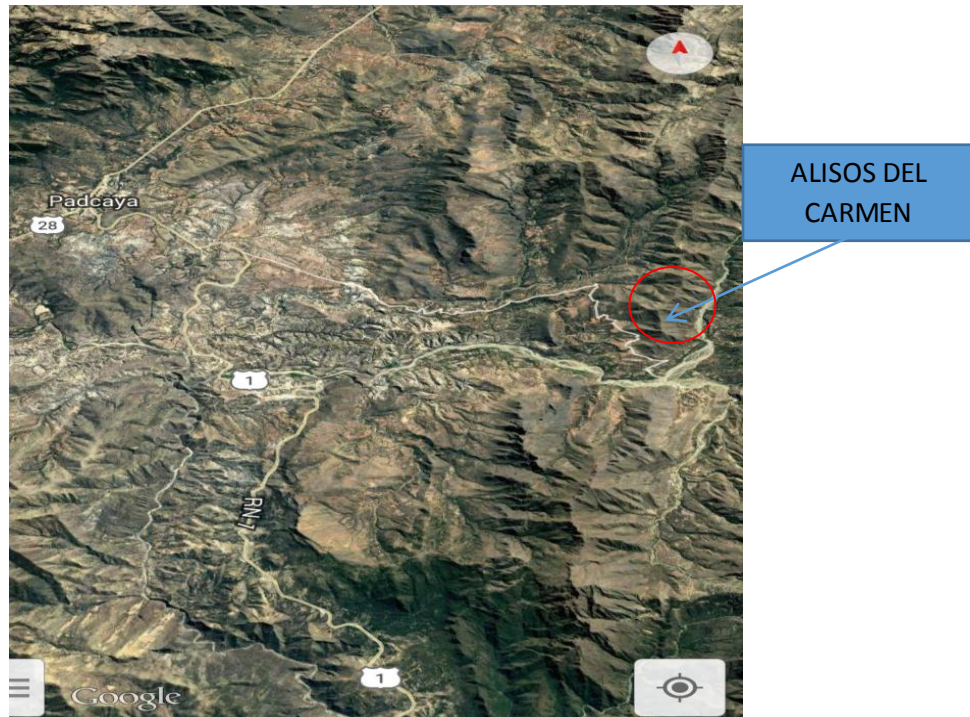 ALISOS DEL
CARMEN
Padcaya
28
1
RN 1
1
Google